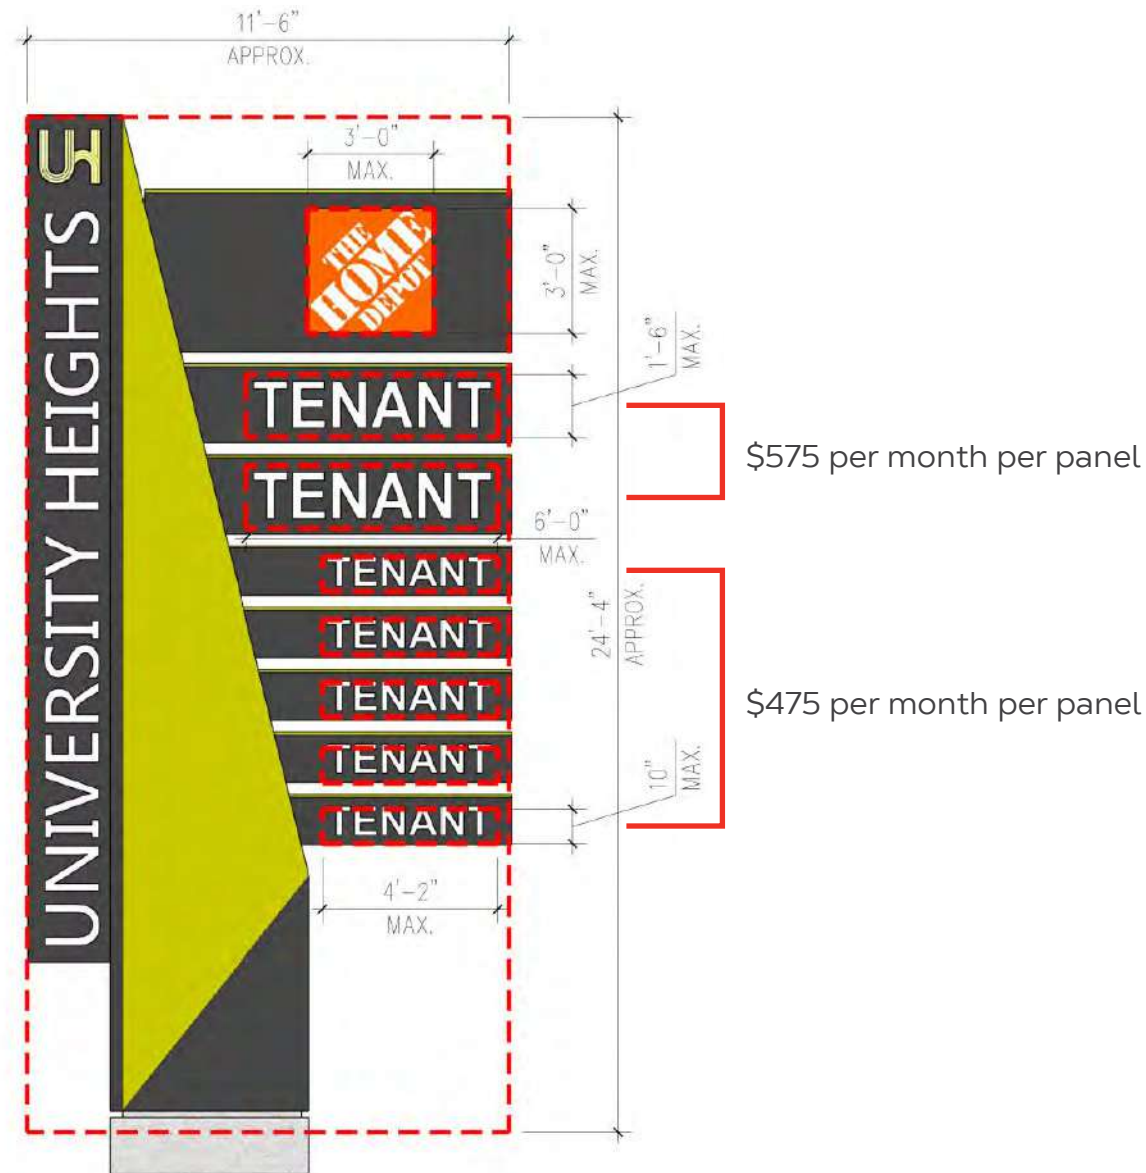 11'-6"
APPROX.
UH
UNIVERSITY HEIGHTS
3'-0"
MAX.
THE
HOME
DEPOT
3'-0"
MAX.
1'-6"
MAX.
TENANT
$575 per month per panel
TENANT
6'-0"
MAX.
TENANT
24'-4"
APPROX.
TENANT
TENANT
$475 per month per panel
TENANT
10"
MAX.
TENANT
4'-2"
MAX.